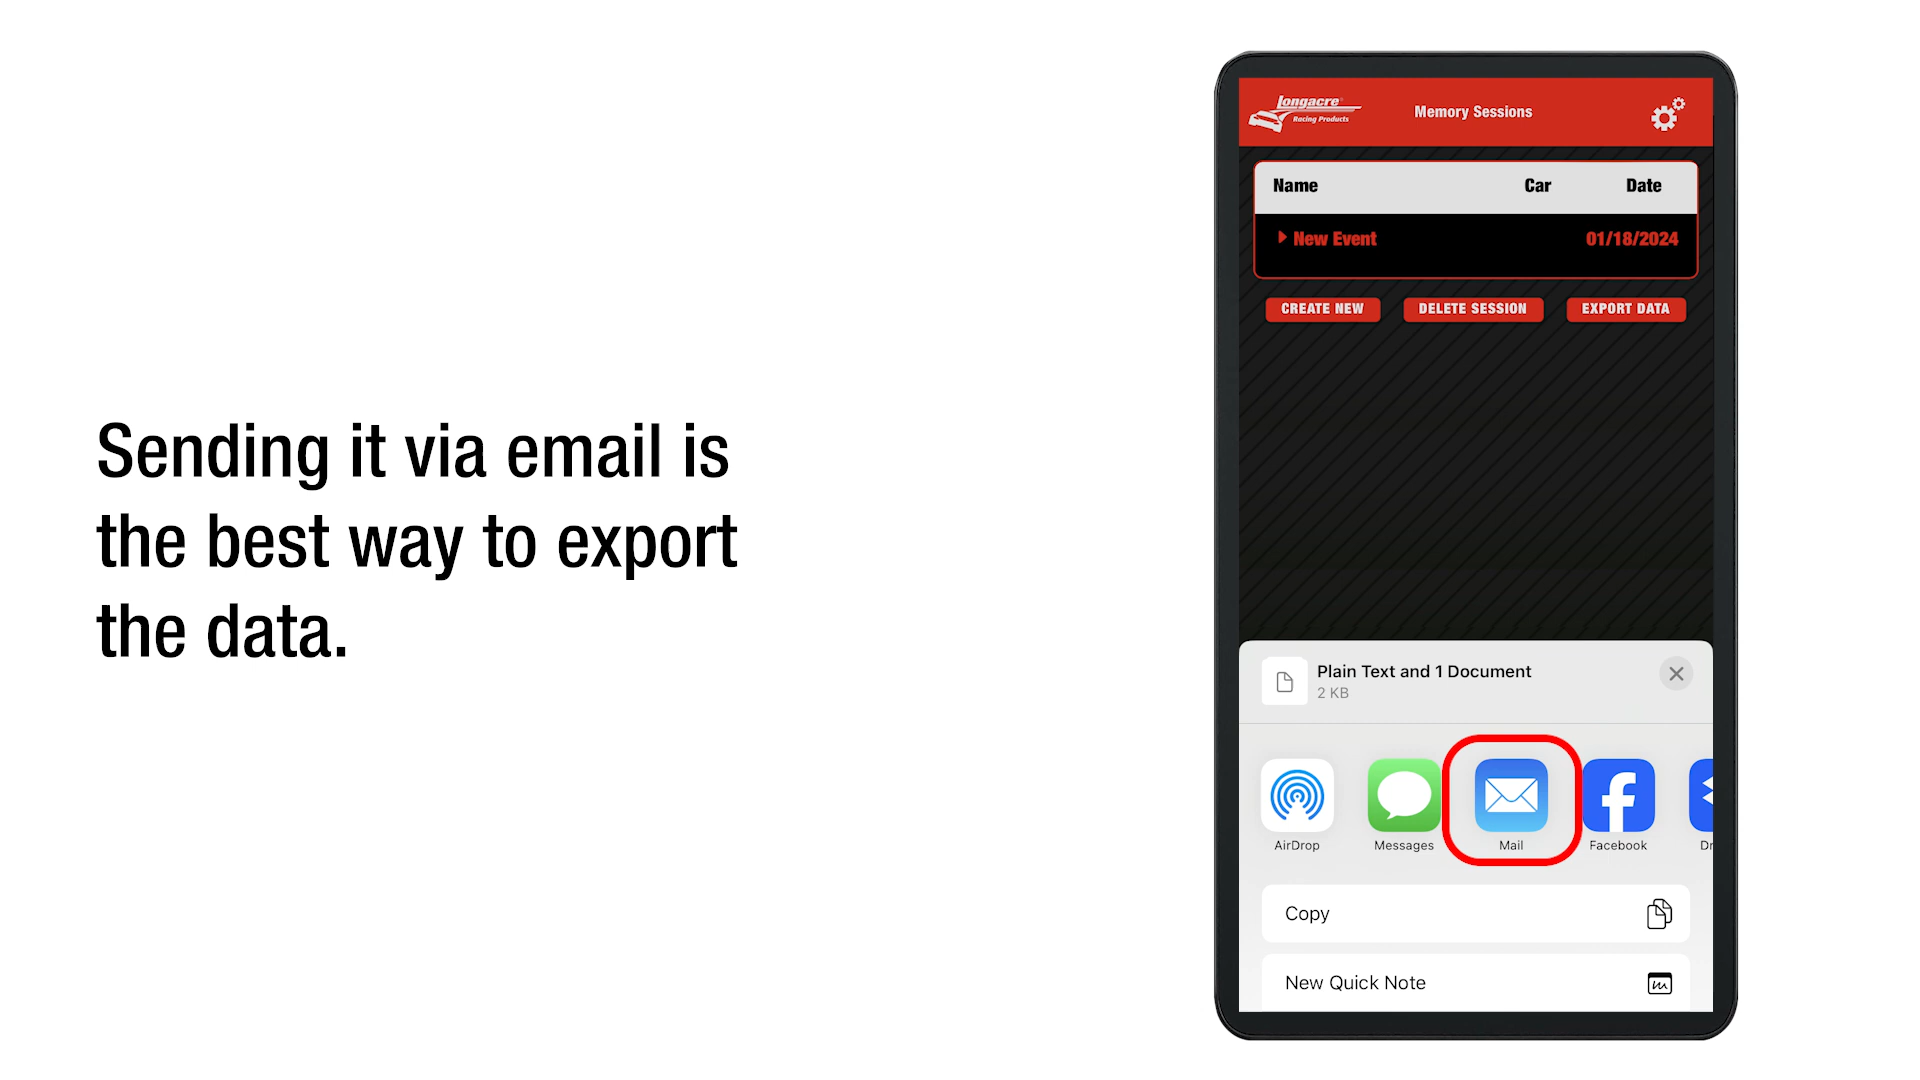 Sending it via email is
the best way to export
the data.
Longacre
Racing Products
Memory Sessions
Name Car Date
New Event 01/18/2024
CREATE NEW DELETE SESSION EXPORT DATA
Plain Text and 1 Document
2 KB
AirDrop Messages Mail Facebook Dr
Copy
New Quick Note